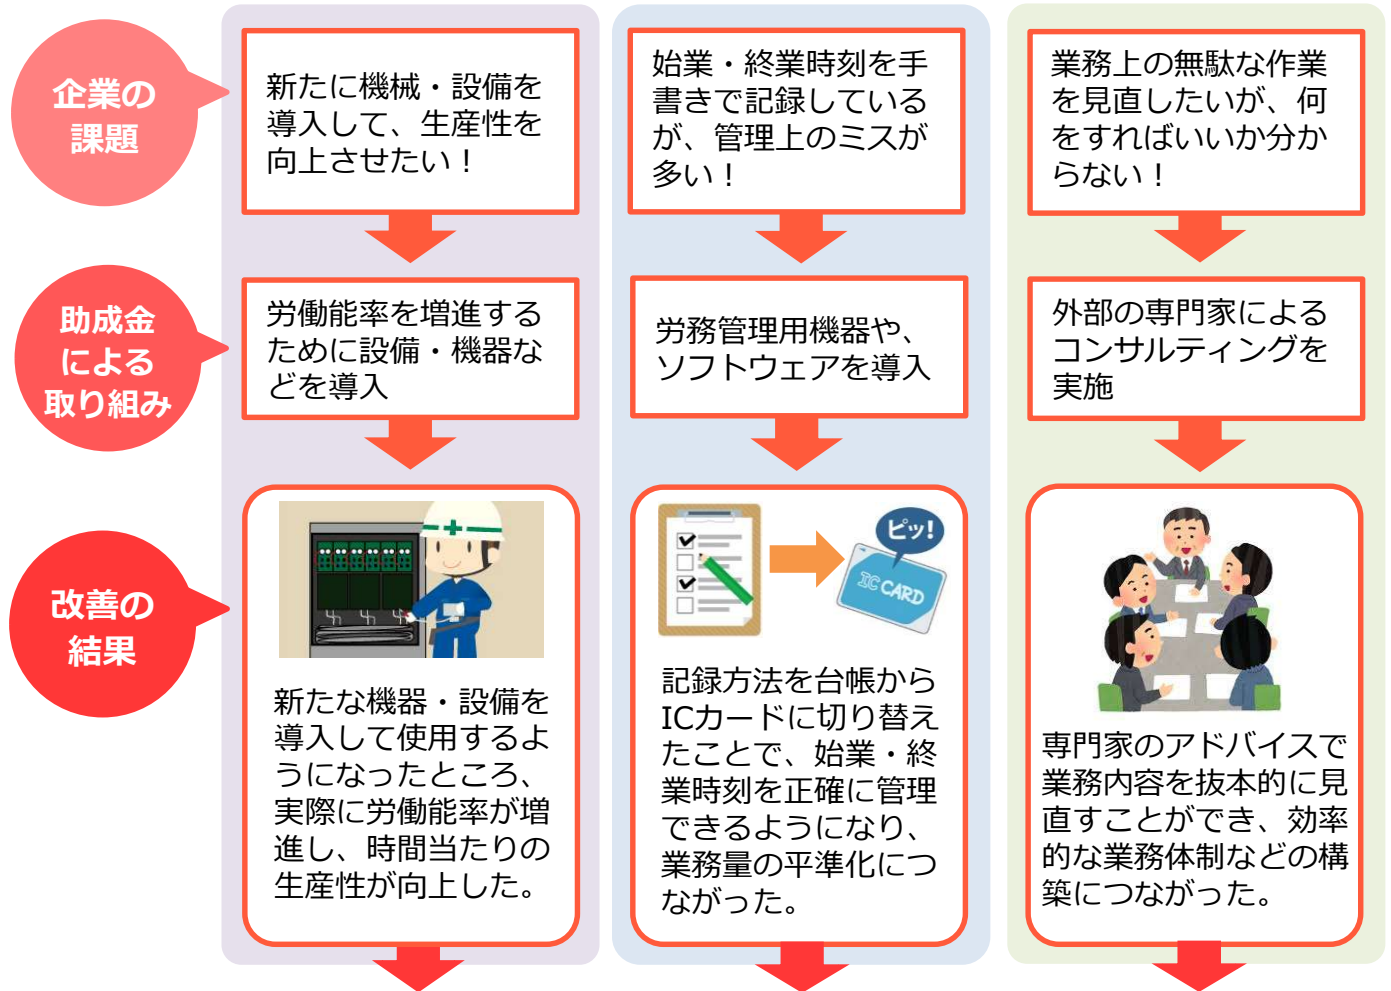 企業の
課題
新たに機械・設備を
導入して、生産性を
向上させたい！
始業・終業時刻を手
書きで記録している
が、管理上のミスが
多い！
業務上の無駄な作業
を見直したいが、何
をすればいいか分か
らない！
助成金
による
取り組み
労働能率を増進する
ために設備・機器な
どを導入
労務管理用機器や、
ソフトウェアを導入
外部の専門家による
コンサルティングを
実施
改善の
結果
新たな機器・設備を
導入して使用するよ
うになったところ、
実際に労働能率が増
進し、時間当たりの
生産性が向上した。
ピッ!
IC CARD
記録方法を台帳から
ICカードに切り替え
たことで、始業・終
業時刻を正確に管理
できるようになり、
業務量の平準化につ
ながった。
専門家のアドバイスで
業務内容を抜本的に見
直すことができ、効率
的な業務体制などの構
築につながった。